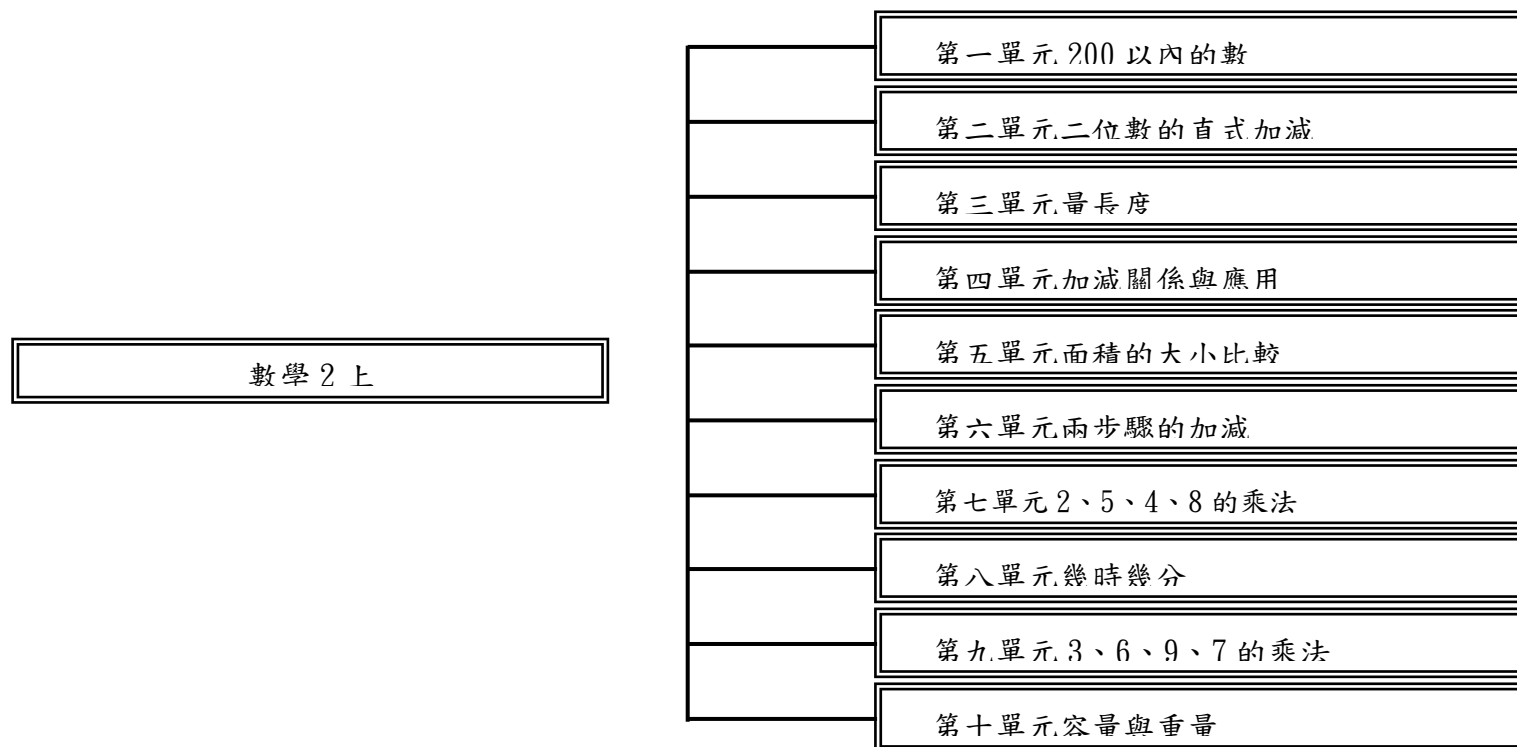 數學2上
第一單元 200 以內的數
第二單元二位數的直式加減
第三單元量長度
第四單元加減關係與應用
第五單元面積的大小比較
第六單元兩步驟的加減
第七單元 2、5、4、8 的乘法
第八單元幾時幾分
第九單元 3、6、9、7 的乘法
第十單元容量與重量